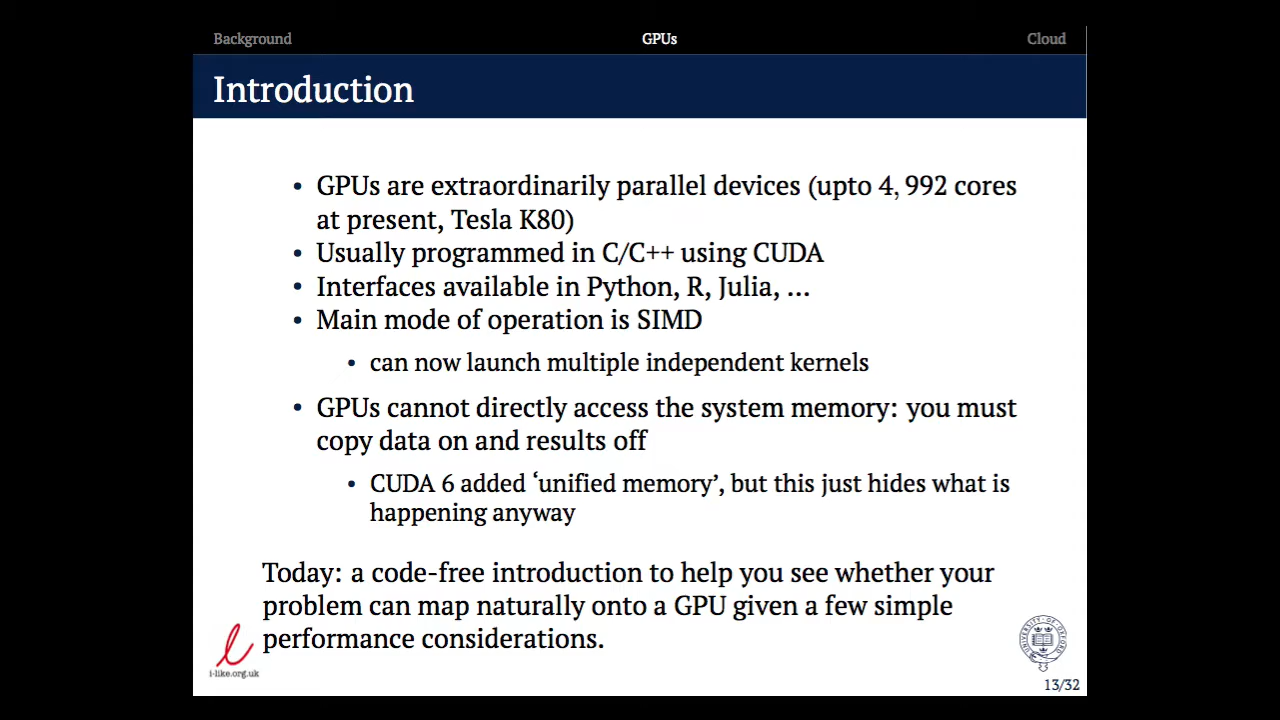 Background GPUs Cloud
Introduction
• GPUs are extraordinarily parallel devices (upto 4, 992 cores
at present, Tesla K80)
• Usually programmed in C/C++ using CUDA
• Interfaces available in Python, R, Julia, ...
• Main mode of operation is SIMD
• can now launch multiple independent kernels
• GPUs cannot directly access the system memory: you must
copy data on and results off
• CUDA 6 added ‘unified memory’, but this just hides what is
happening anyway
Today: a code-free introduction to help you see whether your
problem can map naturally onto a GPU given a few simple
performance considerations.
i-like.org.uk
UNIVERSITY OF OXFORD
13/32